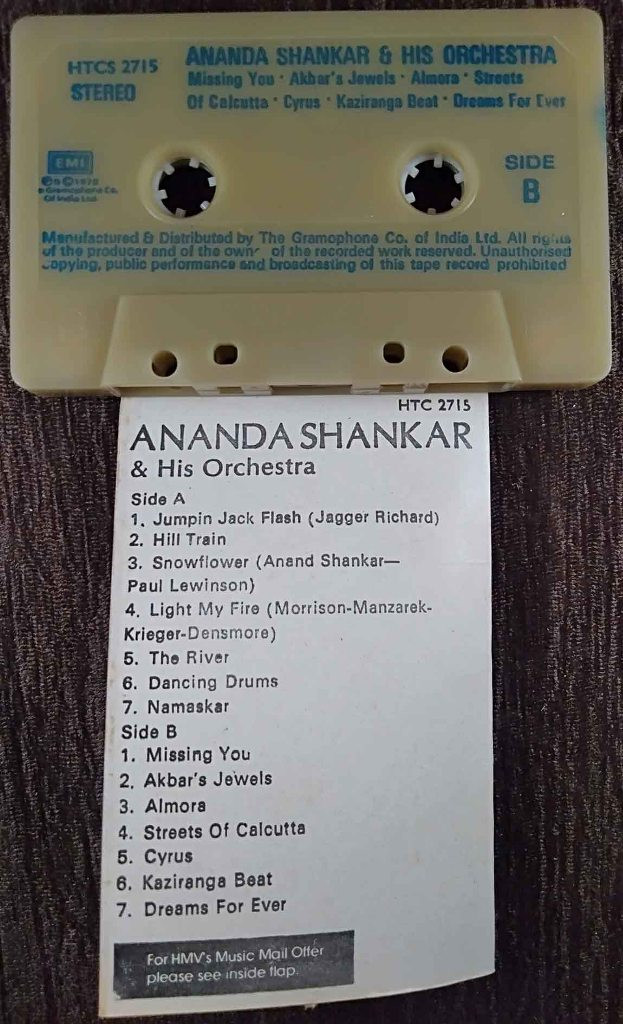 HTCS 2715
STEREO
ANANDA SHANKAR & HIS ORCHESTRA
Missing You · Akbar's Jewels · Almora · Streets
Of Calcutta · Cyrus · Kaziranga Beat · Dreams For Ever
EMI
Gramophone Co.
Of India Ltd.
SIDE
B
Manufactured & Distributed by The Gramophone Co. of India Ltd. All rights
of the producer and of the owner of the recorded work reserved. Unauthorised
copying, public performance and broadcasting of this tape record prohibited
HTC 2715
ANANDA SHANKAR
& His Orchestra
Side A
1. Jumpin Jack Flash (Jagger Richard)
2. Hill Train
3. Snowflower (Anand Shankar—
Paul Lewinson)
4. Light My Fire (Morrison-Manzarek-
Krieger-Densmore)
5. The River
6. Dancing Drums
7. Namaskar
Side B
1. Missing You
2. Akbar's Jewels
3. Almora
4. Streets Of Calcutta
5. Cyrus
6. Kaziranga Beat
7. Dreams For Ever
For HMV's Music Mail Offer
please see inside flap.